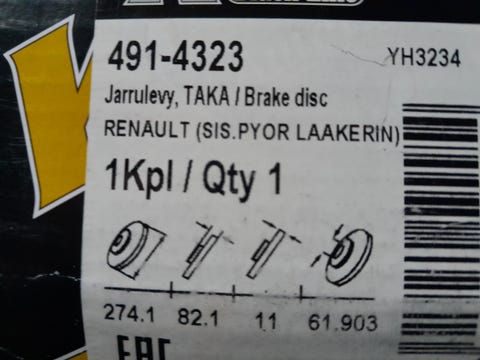 491-4323
YH3234
Jarrulevy, TAKA / Brake disc
RENAULT (SIS.PYOR LAAKERIN)
1Kpl / Qty 1
274.1 82.1 11 61.903
EAC